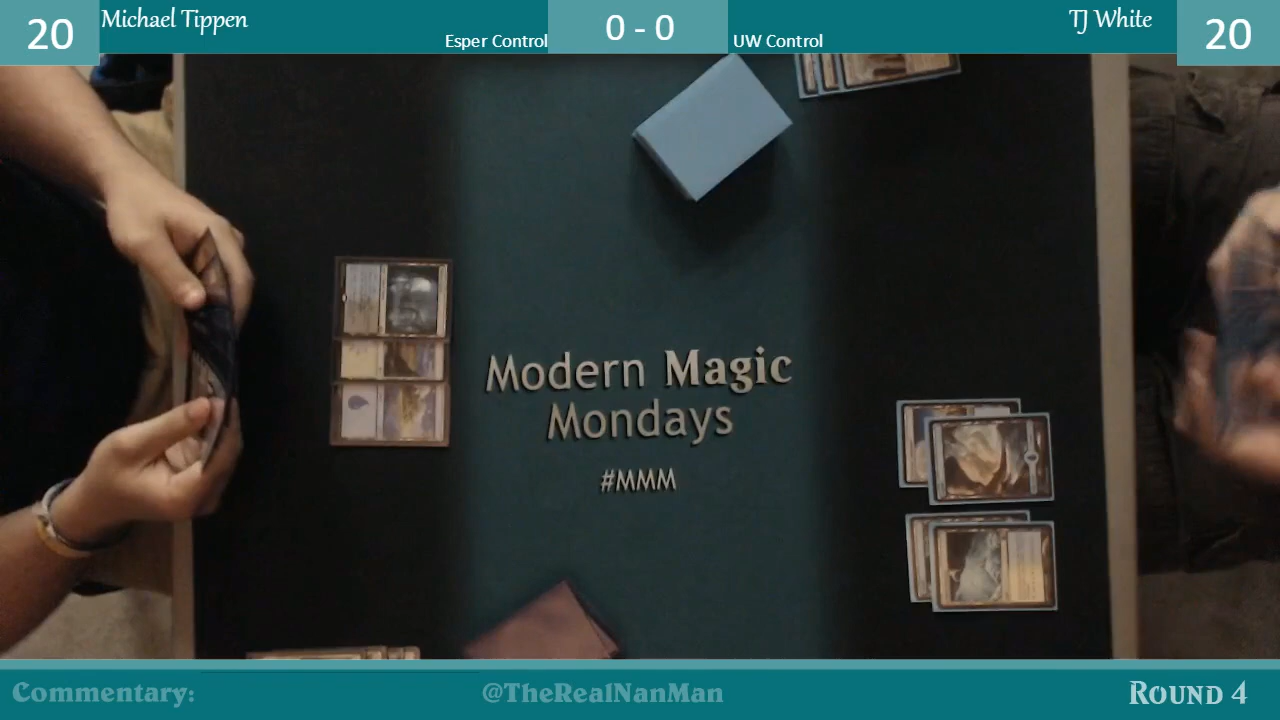 20
Michael Tippen
Esper Control
0 - 0
UW Control
TJ White
20
Modern Magic
Mondays
#MMM
Commentary:
@TheRealNanMan
Round 4